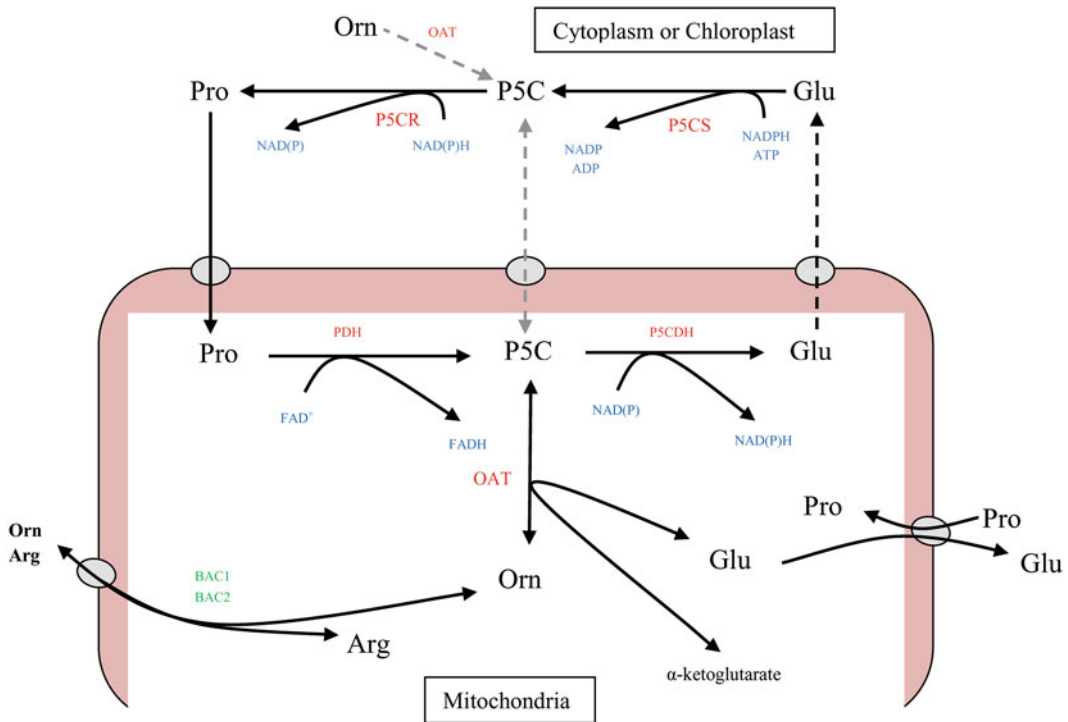 Orn
OAT
Cytoplasm or Chloroplast
Pro
P5C
Glu
P5CR
P5CS
NAD(P)
NAD(P)H
NADP
ADP
NADPH
ATP
Pro
PDH
P5C
P5CDH
Glu
FAD⁺
FADH
NAD(P)
NAD(P)H
OAT
Orn
Arg
BAC1
BAC2
Orn
Arg
Glu
α-ketoglutarate
Pro
Pro
Glu
Mitochondria